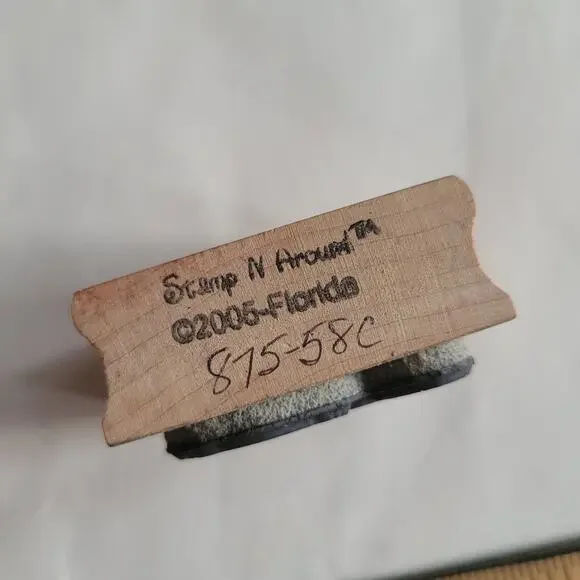 Stamp N Around™
©2005-Florida
875-58C